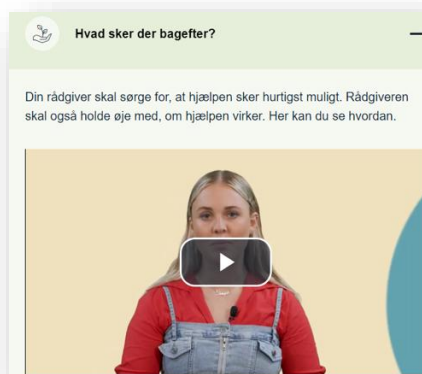 Hvad sker der bagefter?
Din rådgiver skal sørge for, at hjælpen sker hurtigst muligt. Rådgiveren
skal også holde øje med, om hjælpen virker. Her kan du se hvordan.